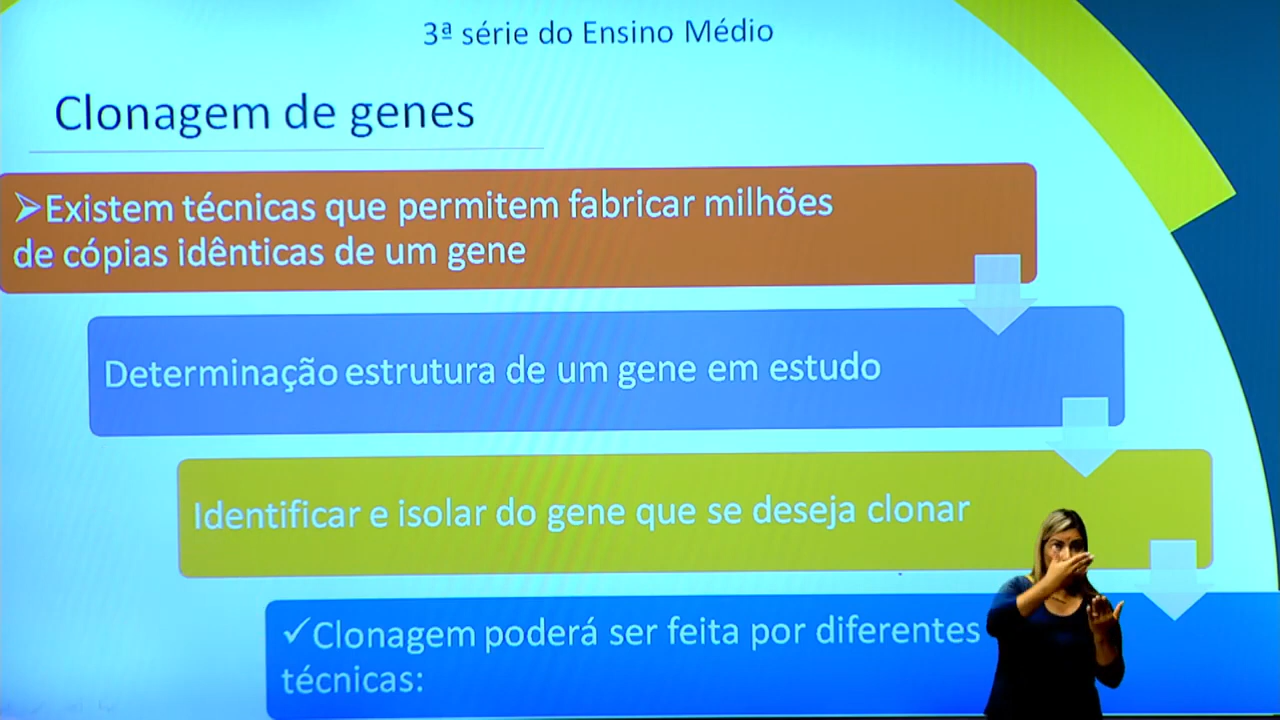 3ª série do Ensino Médio
Clonagem de genes
➢Existem técnicas que permitem fabricar milhões
de cópias idênticas de um gene
Determinação estrutura de um gene em estudo
Identificar e isolar do gene que se deseja clonar
✓Clonagem poderá ser feita por diferentes
técnicas: